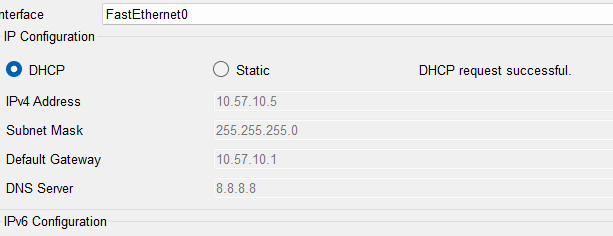 nterface FastEthernet0
IP Configuration
DHCP Static DHCP request successful.
IPv4 Address 10.57.10.5
Subnet Mask 255.255.255.0
Default Gateway 10.57.10.1
DNS Server 8.8.8.8
IPv6 Configuration